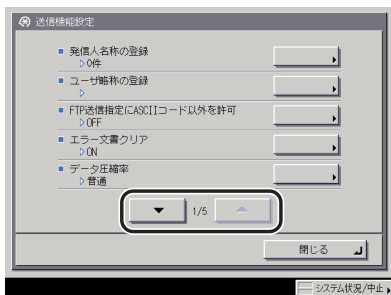 送信機能設定
発信人名称の登録
0件
ユーザ略称の登録
FTP送信指定にASCIIコード以外を許可
OFF
エラー文書クリア
ON
データ圧縮率
普通
1/5
閉じる
システム状況/中止